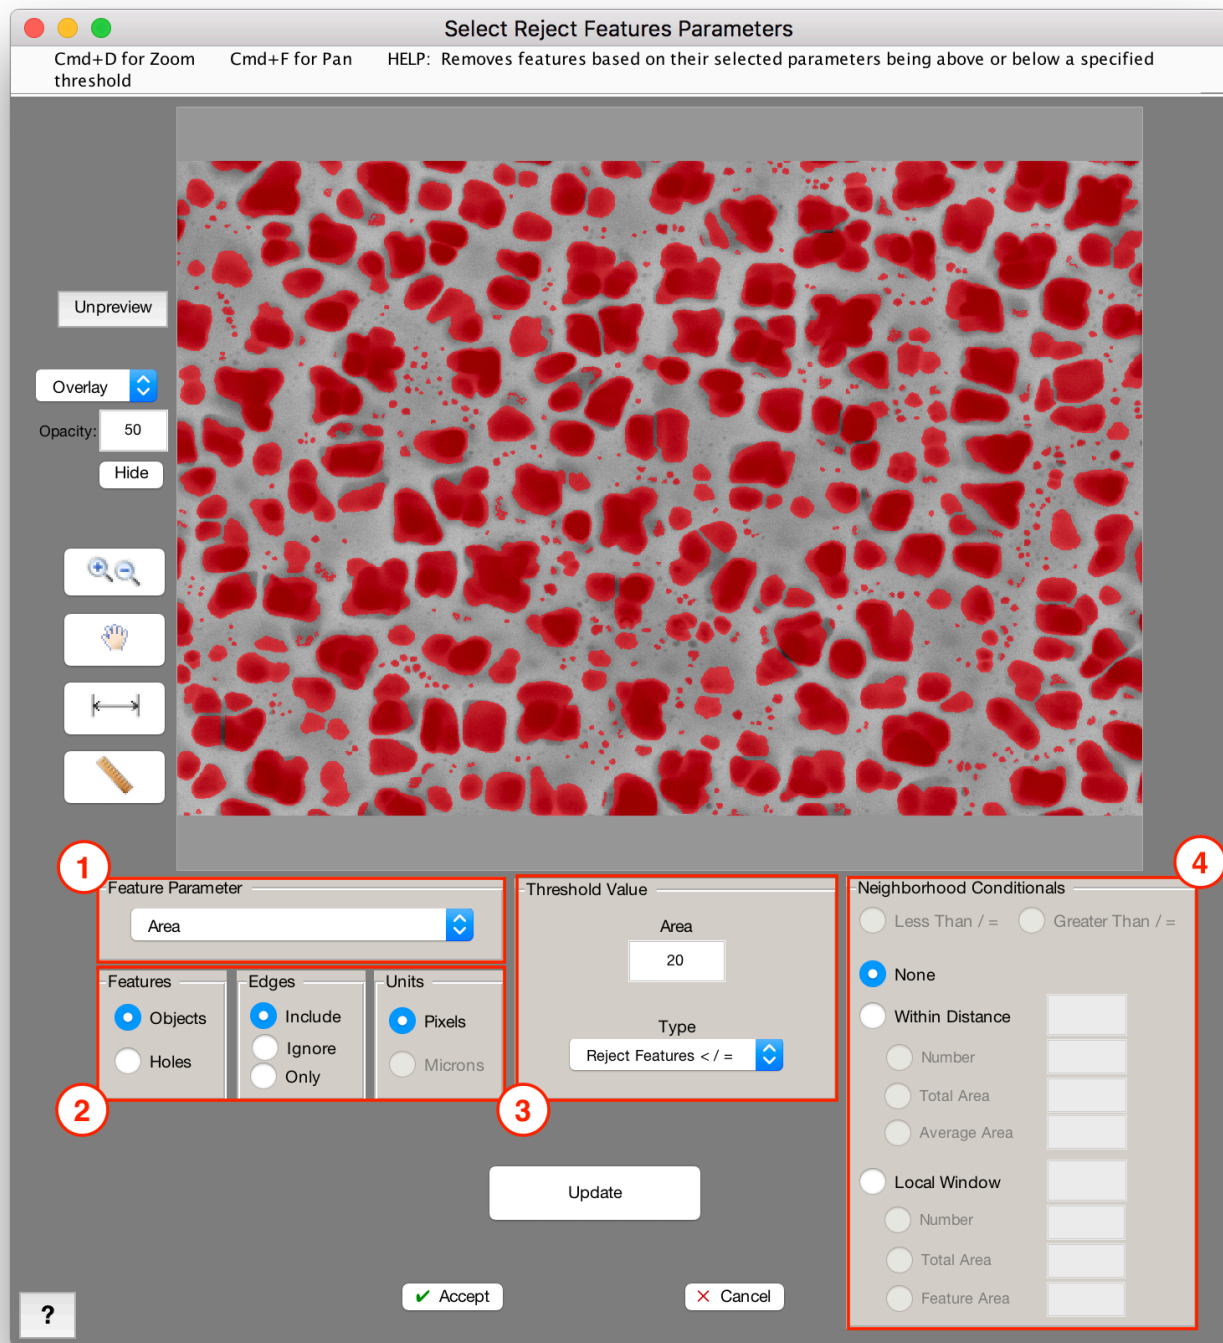 Select Reject Features Parameters
Cmd+D for Zoom Cmd+F for Pan HELP: Removes features based on their selected parameters being above or below a specified
threshold
Unpreview
Overlay
Opacity: 50
Hide
1
Feature Parameter
Area
2
Features
Objects
Holes
Edges
Include
Ignore
Only
Units
Pixels
Microns
3
Threshold Value
Area
20
Type
Reject Features < / =
4
Neighborhood Conditionals
Less Than / = Greater Than / =
None
Within Distance
Number
Total Area
Average Area
Local Window
Number
Total Area
Feature Area
Update
✔ Accept
✕ Cancel
?